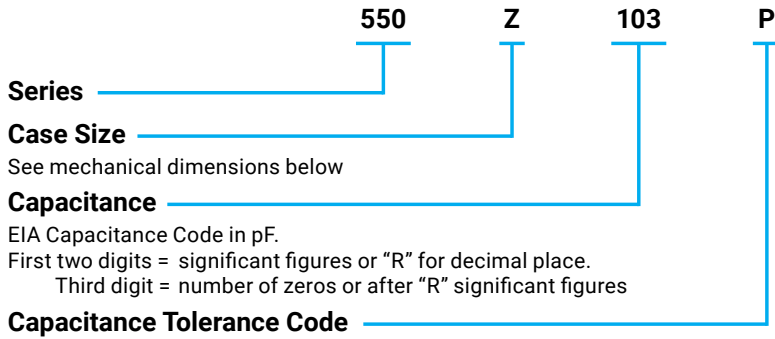 550 Z 103 P
Series
Case Size
See mechanical dimensions below
Capacitance
EIA Capacitance Code in pF.
First two digits = significant figures or “R” for decimal place.
Third digit = number of zeros or after “R” significant figures
Capacitance Tolerance Code